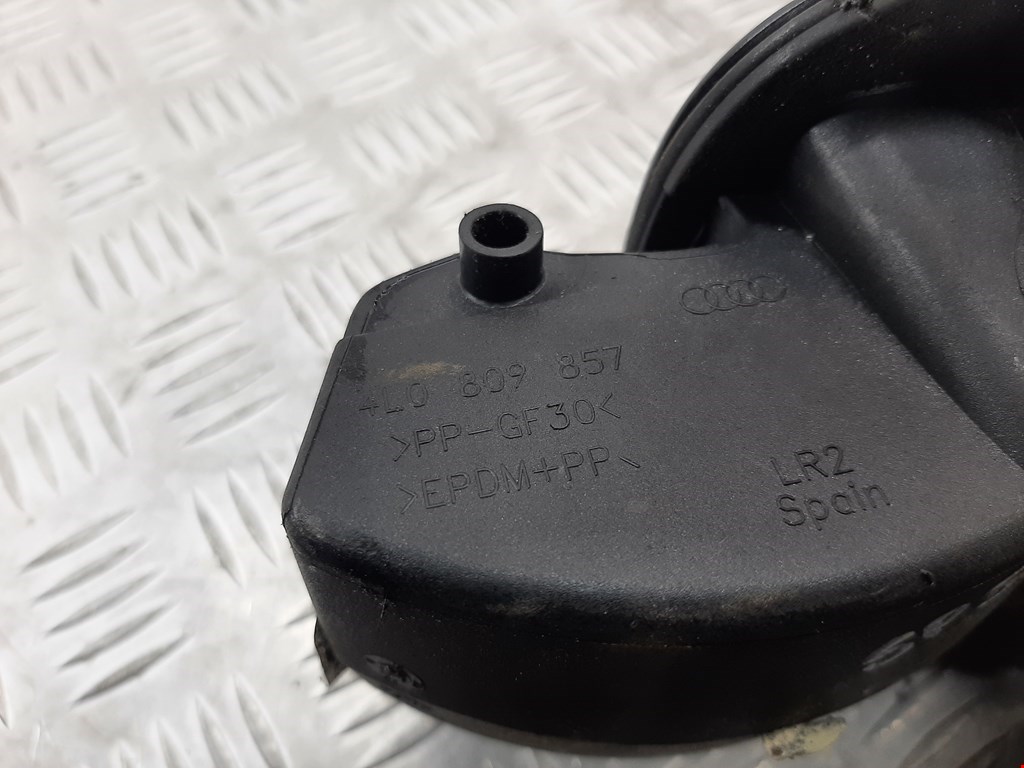 4L0 809 857
>PP-GF30<
>EPDM+PP<
LR2
Spain